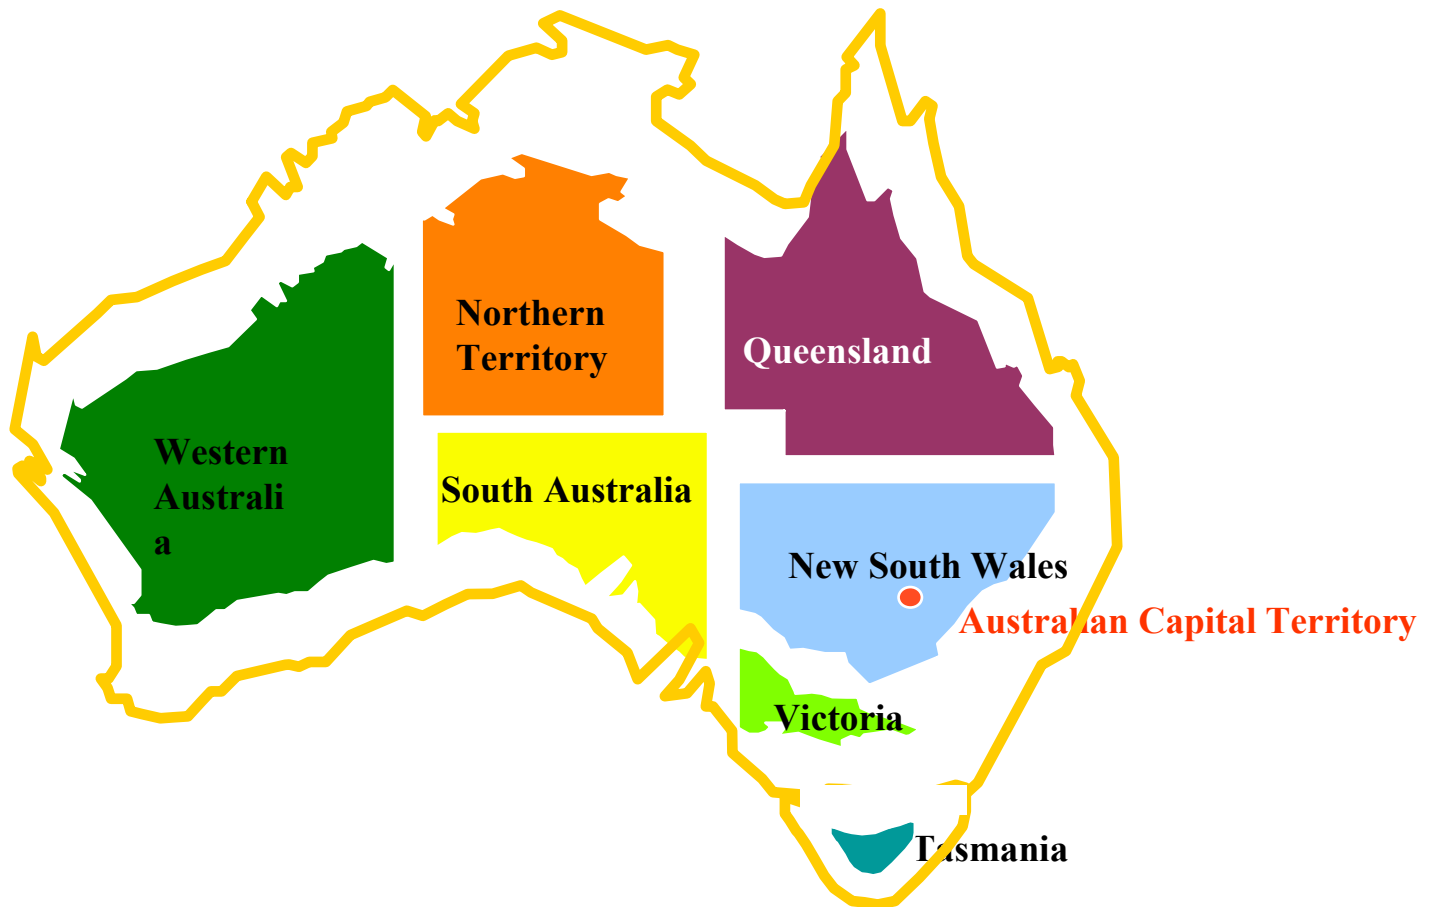 Northern
Territory
Queensland
Western
Australi
a
South Australia
New South Wales
Australian Capital Territory
Victoria
Tasmania